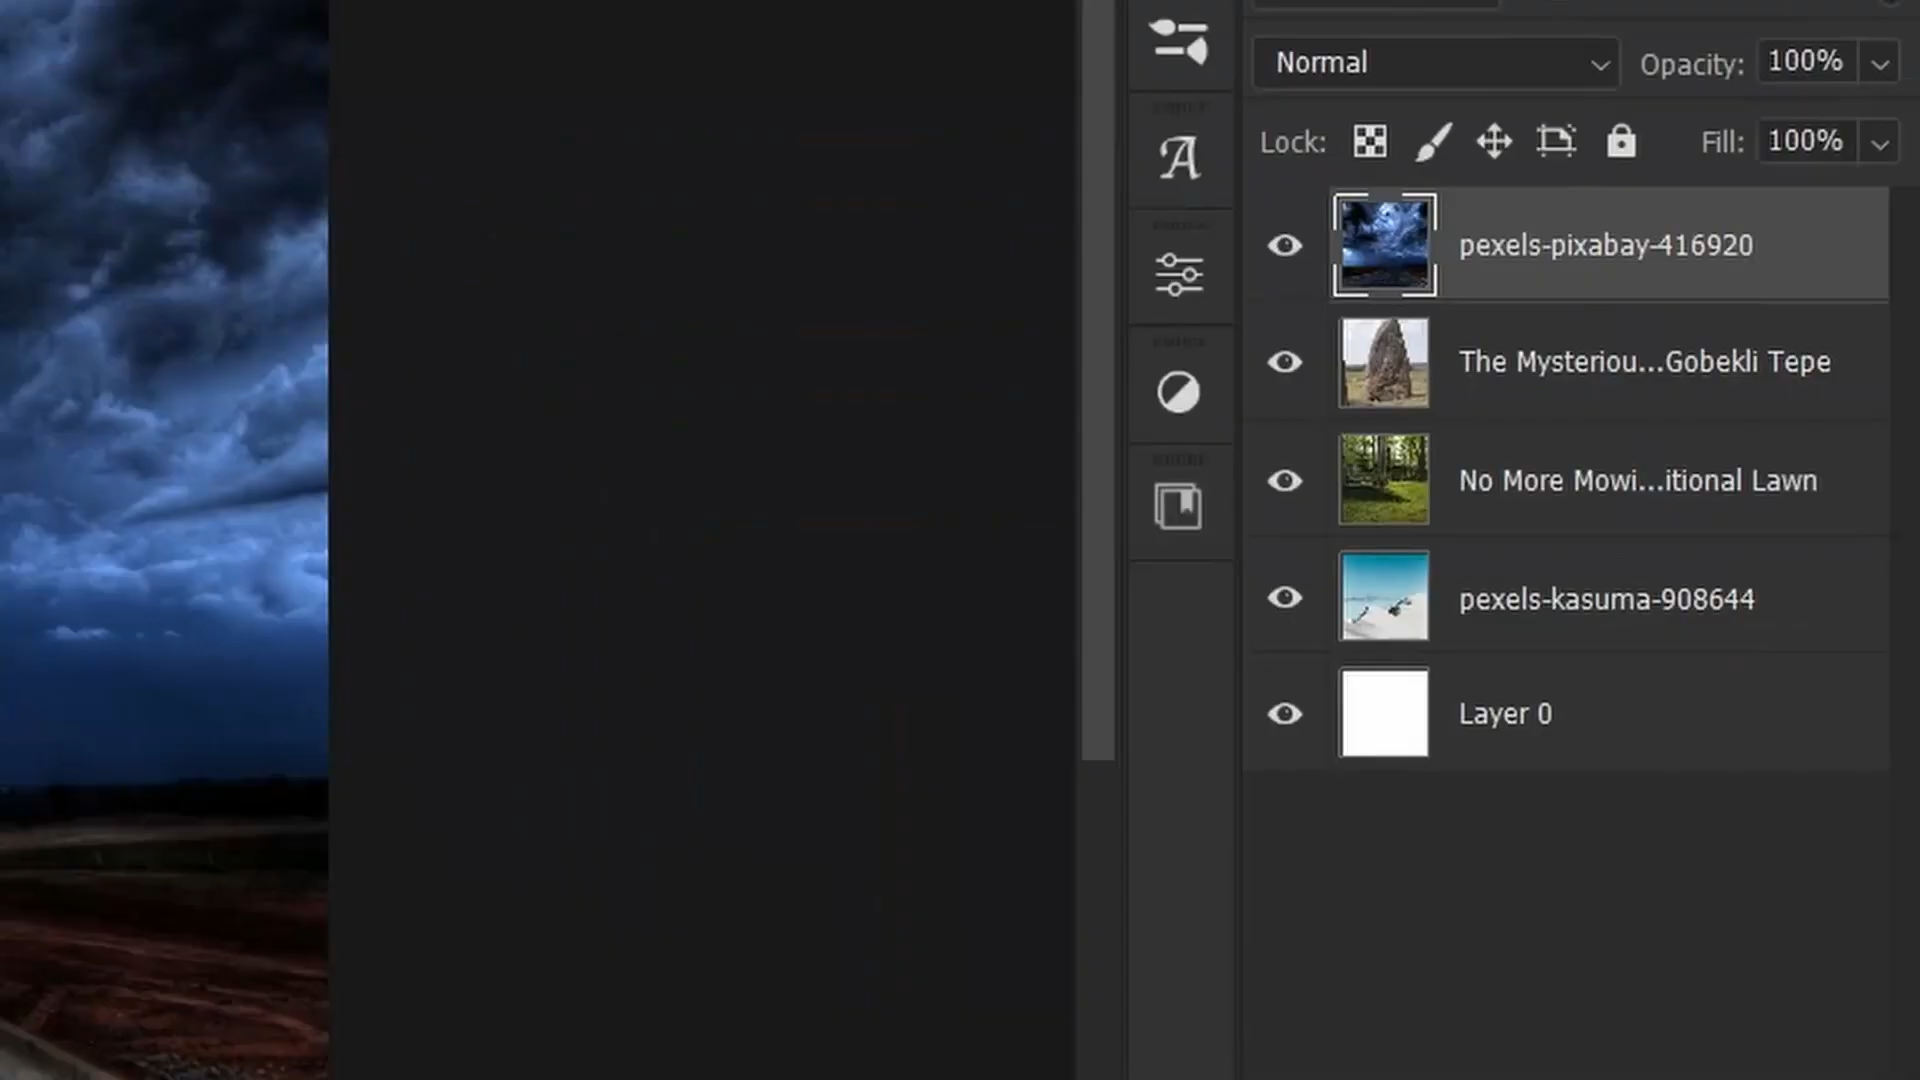 Normal
Opacity: 100%
Lock:
Fill: 100%
pexels-pixabay-416920
The Mysteriou...Gobekli Tepe
No More Mowi...itional Lawn
pexels-kasuma-908644
Layer 0